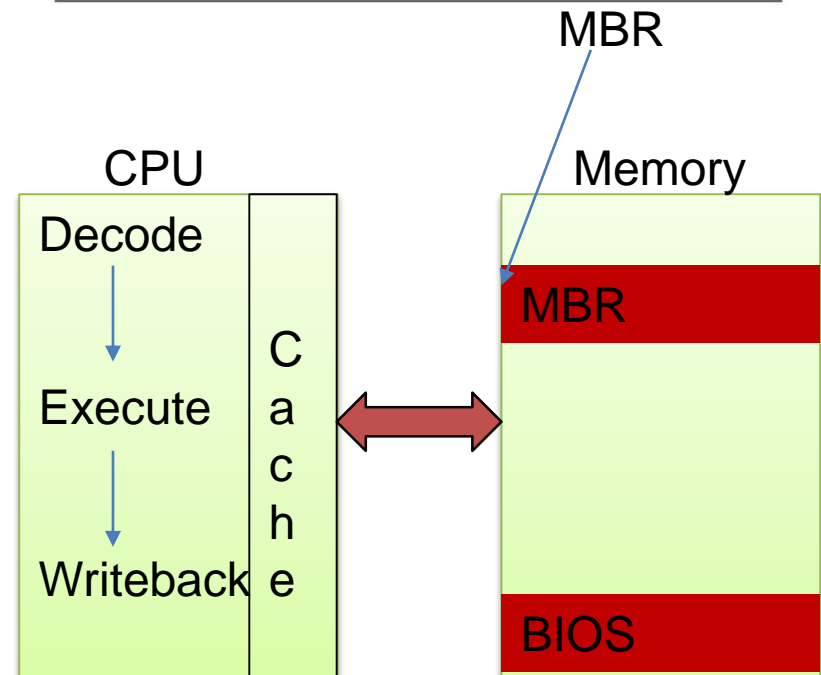 MBR
CPU
Memory
Decode
MBR
Execute
Writeback
C
a
c
h
e
BIOS